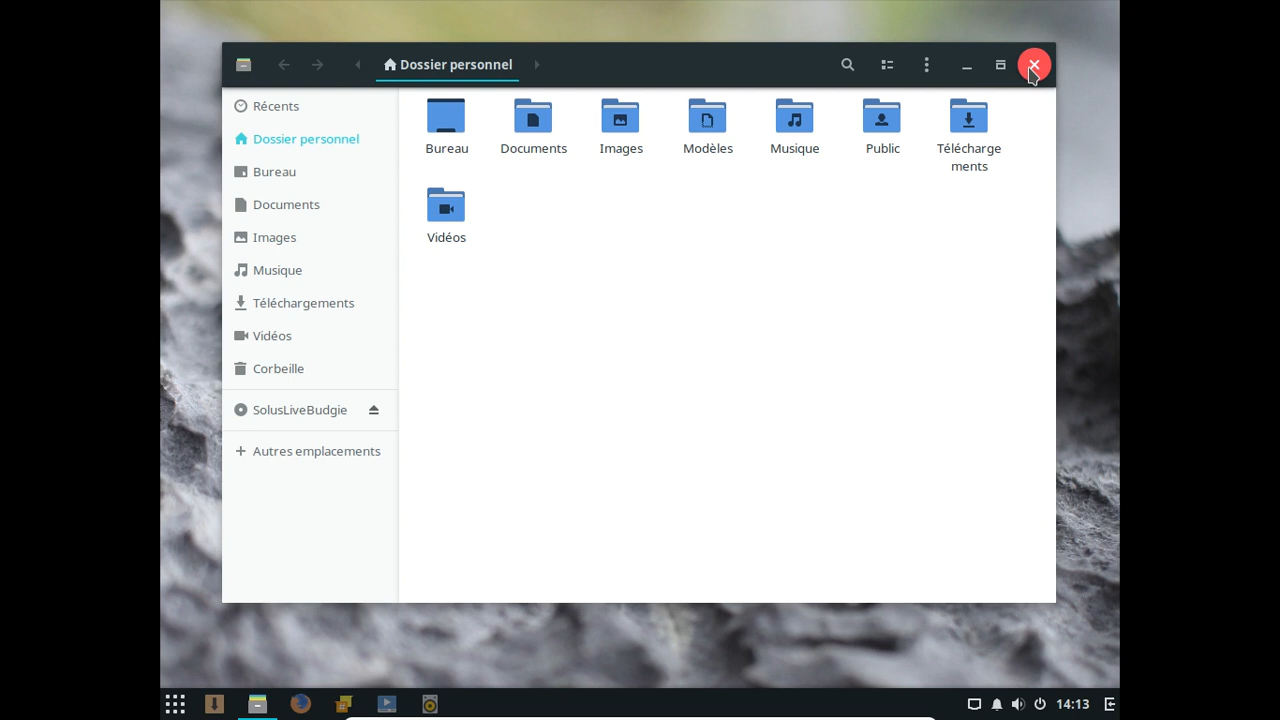 Dossier personnel
Récents
Dossier personnel
Bureau
Documents
Images
Musique
Téléchargements
Vidéos
Corbeille
SolusLiveBudgie
Autres emplacements
Bureau
Documents
Images
Modèles
Musique
Public
Télécharge
ments
Vidéos
14:13